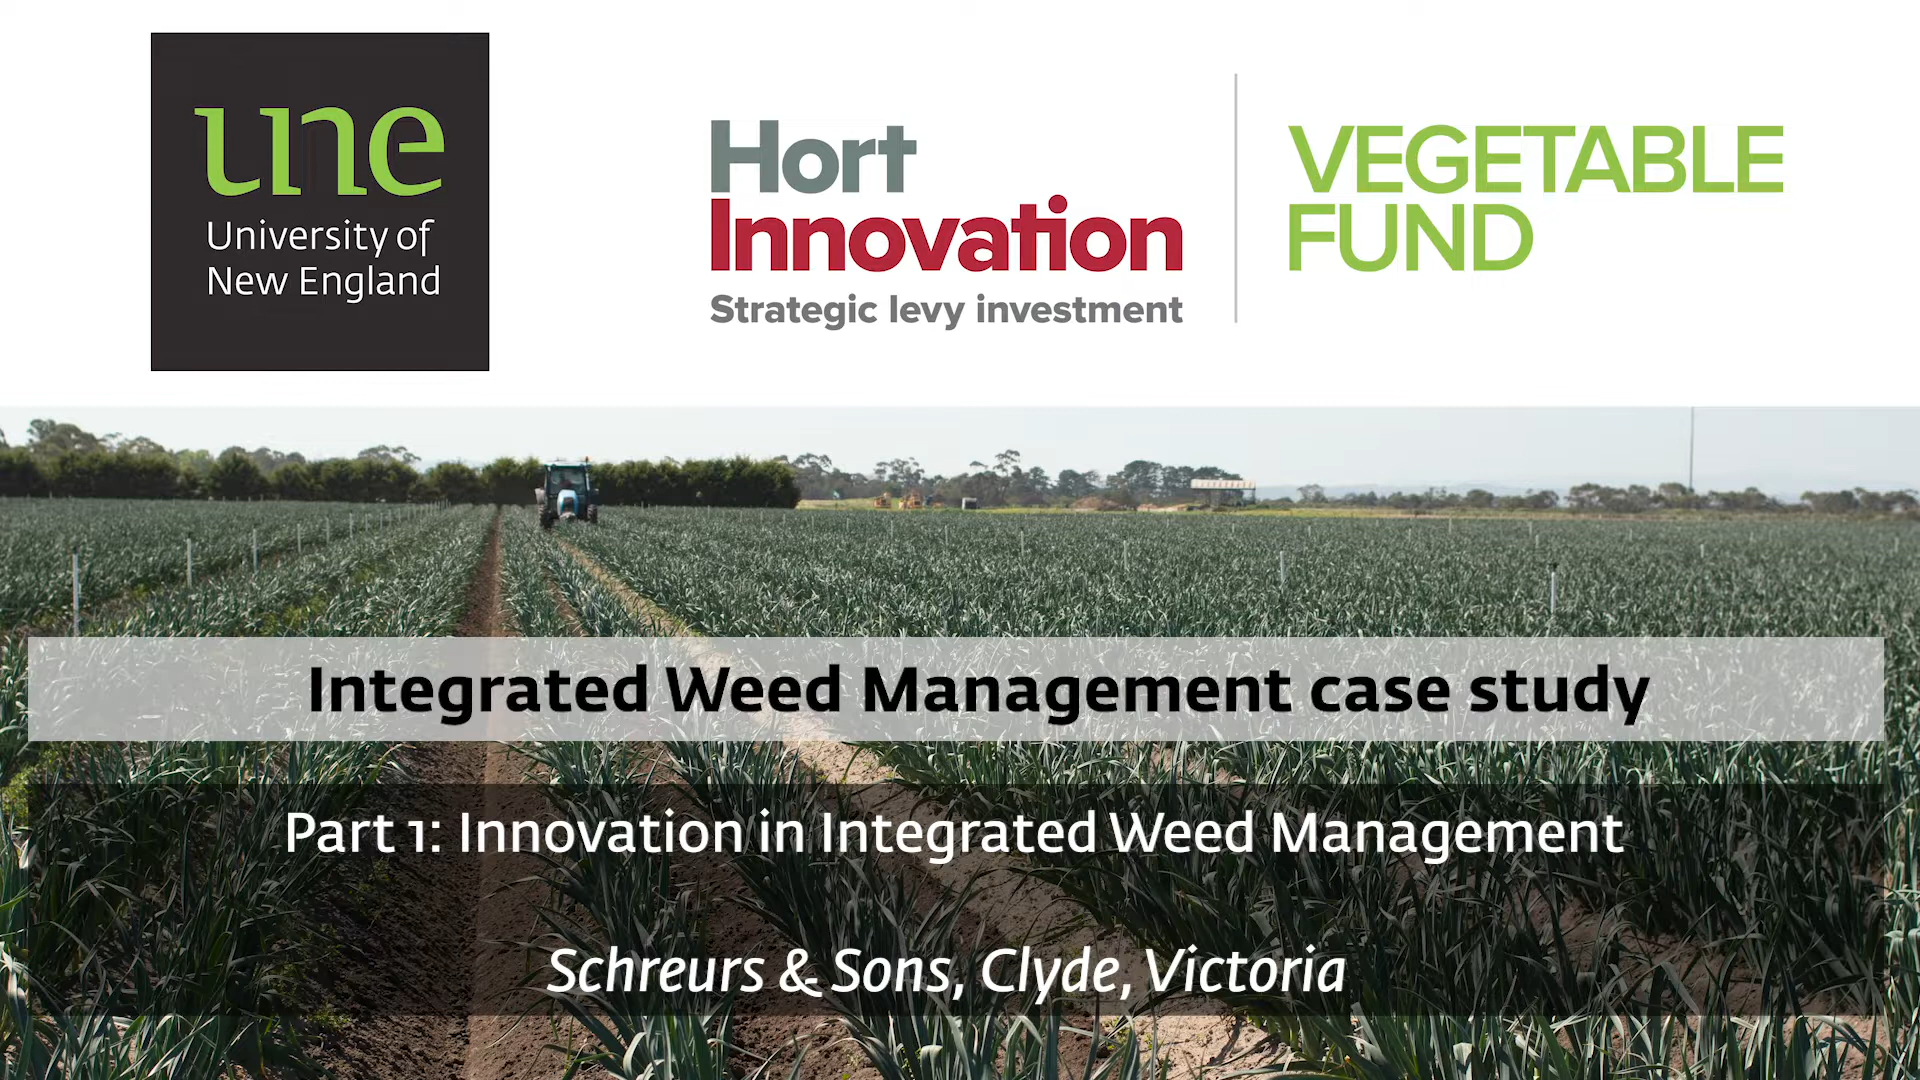 une
University of
New England
Hort
Innovation
Strategic levy investment
VEGETABLE
FUND
Integrated Weed Management case study
Part 1: Innovation in Integrated Weed Management
Schreurs & Sons, Clyde, Victoria